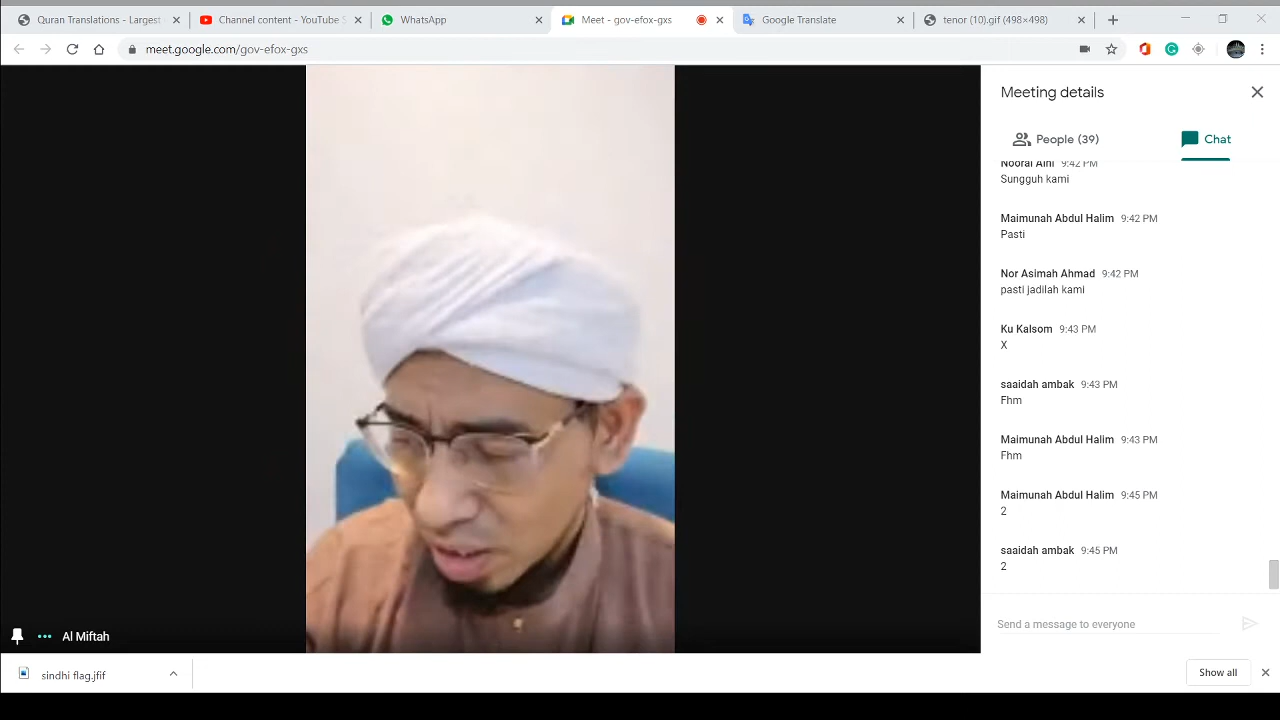 Quran Translations - Largest
Channel content - YouTube S
WhatsApp
Meet - gov-efox-gxs
Google Translate
tenor (10).gif (498×498)
meet.google.com/gov-efox-gxs
Meeting details
People (39)
Chat
Noorai Aini 9:42 PM
Sungguh kami
Maimunah Abdul Halim 9:42 PM
Pasti
Nor Asimah Ahmad 9:42 PM
pasti jadilah kami
Ku Kalsom 9:43 PM
X
saaidah ambak 9:43 PM
Fhm
Maimunah Abdul Halim 9:43 PM
Fhm
Maimunah Abdul Halim 9:45 PM
2
saaidah ambak 9:45 PM
2
Send a message to everyone
Al Miftah
sindhi flag.jfif
Show all